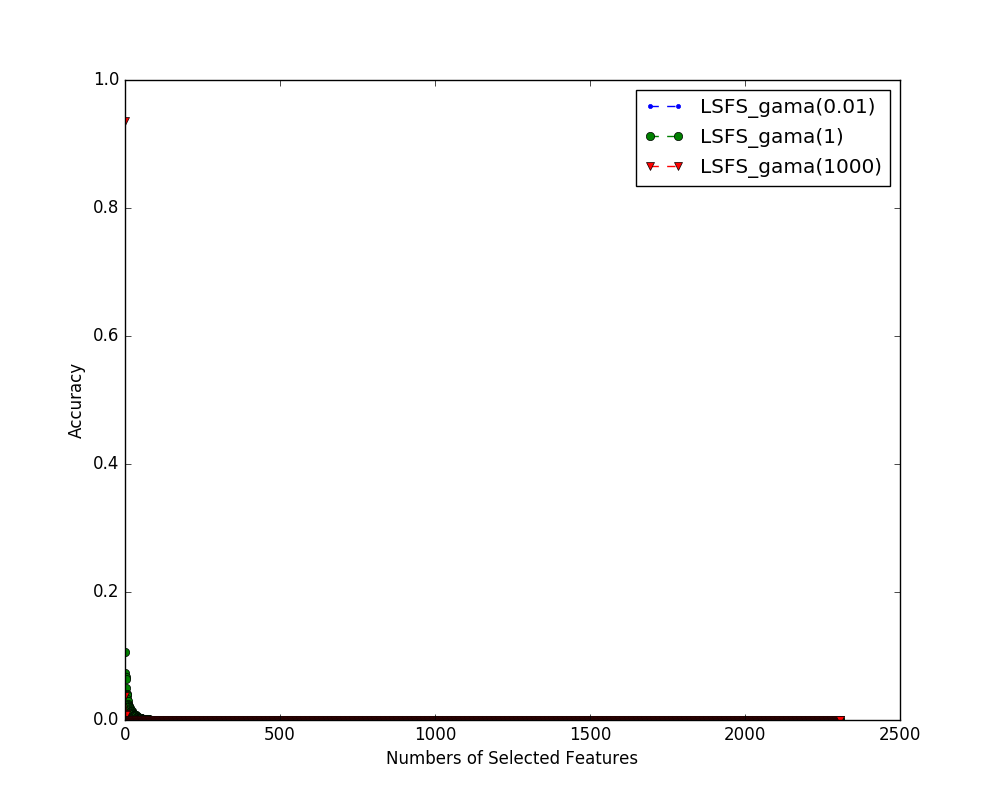 1.0
0.8
0.6
0.4
0.2
0.0
Accuracy
LSFS_gama(0.01)
LSFS_gama(1)
LSFS_gama(1000)
0 500 1000 1500 2000 2500
Numbers of Selected Features